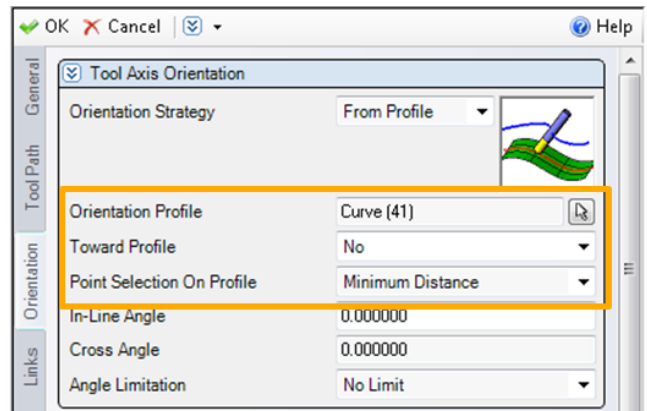 OK Cancel Help
General
Tool Path
Orientation
Links
Tool Axis Orientation
Orientation Strategy From Profile
Orientation Profile Curve (41)
Toward Profile No
Point Selection On Profile Minimum Distance
In-Line Angle 0.000000
Cross Angle 0.000000
Angle Limitation No Limit